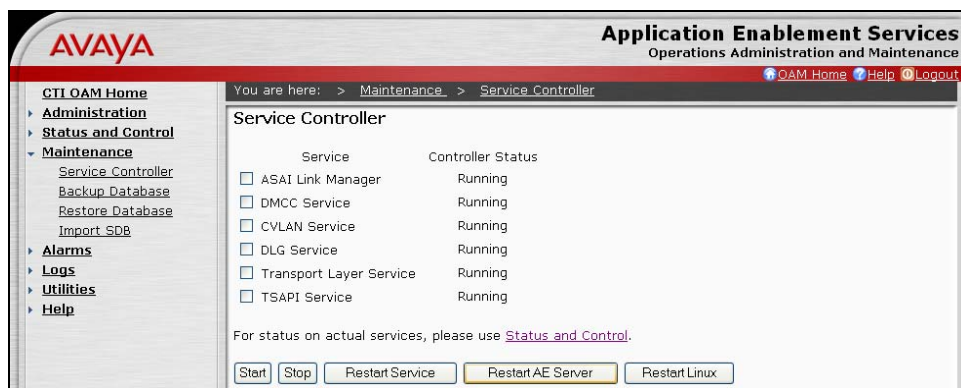 AVAYA
Application Enablement Services
Operations Administration and Maintenance
OAM Home ?Help Logout
CTI OAM Home
Administration
Status and Control
Maintenance
Service Controller
Backup Database
Restore Database
Import SDB
Alarms
Logs
Utilities
Help
You are here: > Maintenance > Service Controller
Service Controller
Service Controller Status
ASAI Link Manager Running
DMCC Service Running
CVLAN Service Running
DLG Service Running
Transport Layer Service Running
TSAPI Service Running
For status on actual services, please use Status and Control.
Start Stop Restart Service Restart AE Server Restart Linux